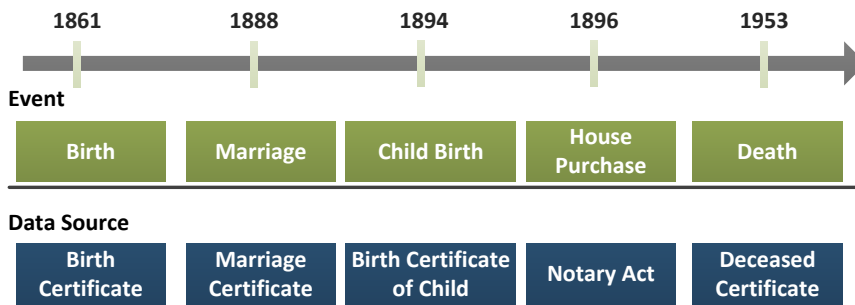 1861 1888 1894 1896 1953
Event
Birth Marriage Child Birth House Purchase Death
Data Source
Birth Certificate Marriage Certificate Birth Certificate of Child Notary Act Deceased Certificate